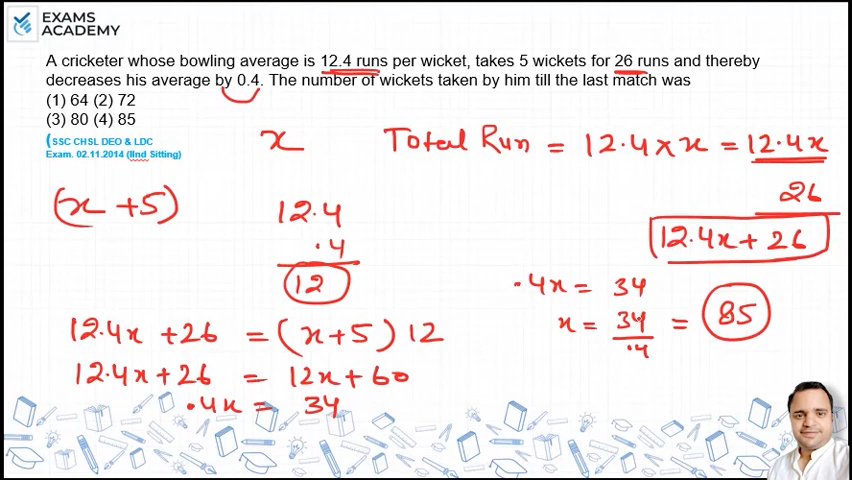 EXAMS
ACADEMY
A cricketer whose bowling average is 12.4 runs per wicket, takes 5 wickets for 26 runs and thereby
decreases his average by 0.4. The number of wickets taken by him till the last match was
(1) 64 (2) 72
(3) 80 (4) 85
(SSC CHSL DEO & LDC
Exam. 02.11.2014 (IInd Sitting)
x
Total Run = 12.4 × x = 12.4x
26
12.4x + 26
(x + 5)
12.4
.4
12
.4x = 34
x = 34/.4 = 85
12.4x + 26 = (x + 5) 12
12.4x + 26 = 12x + 60
.4x = 34